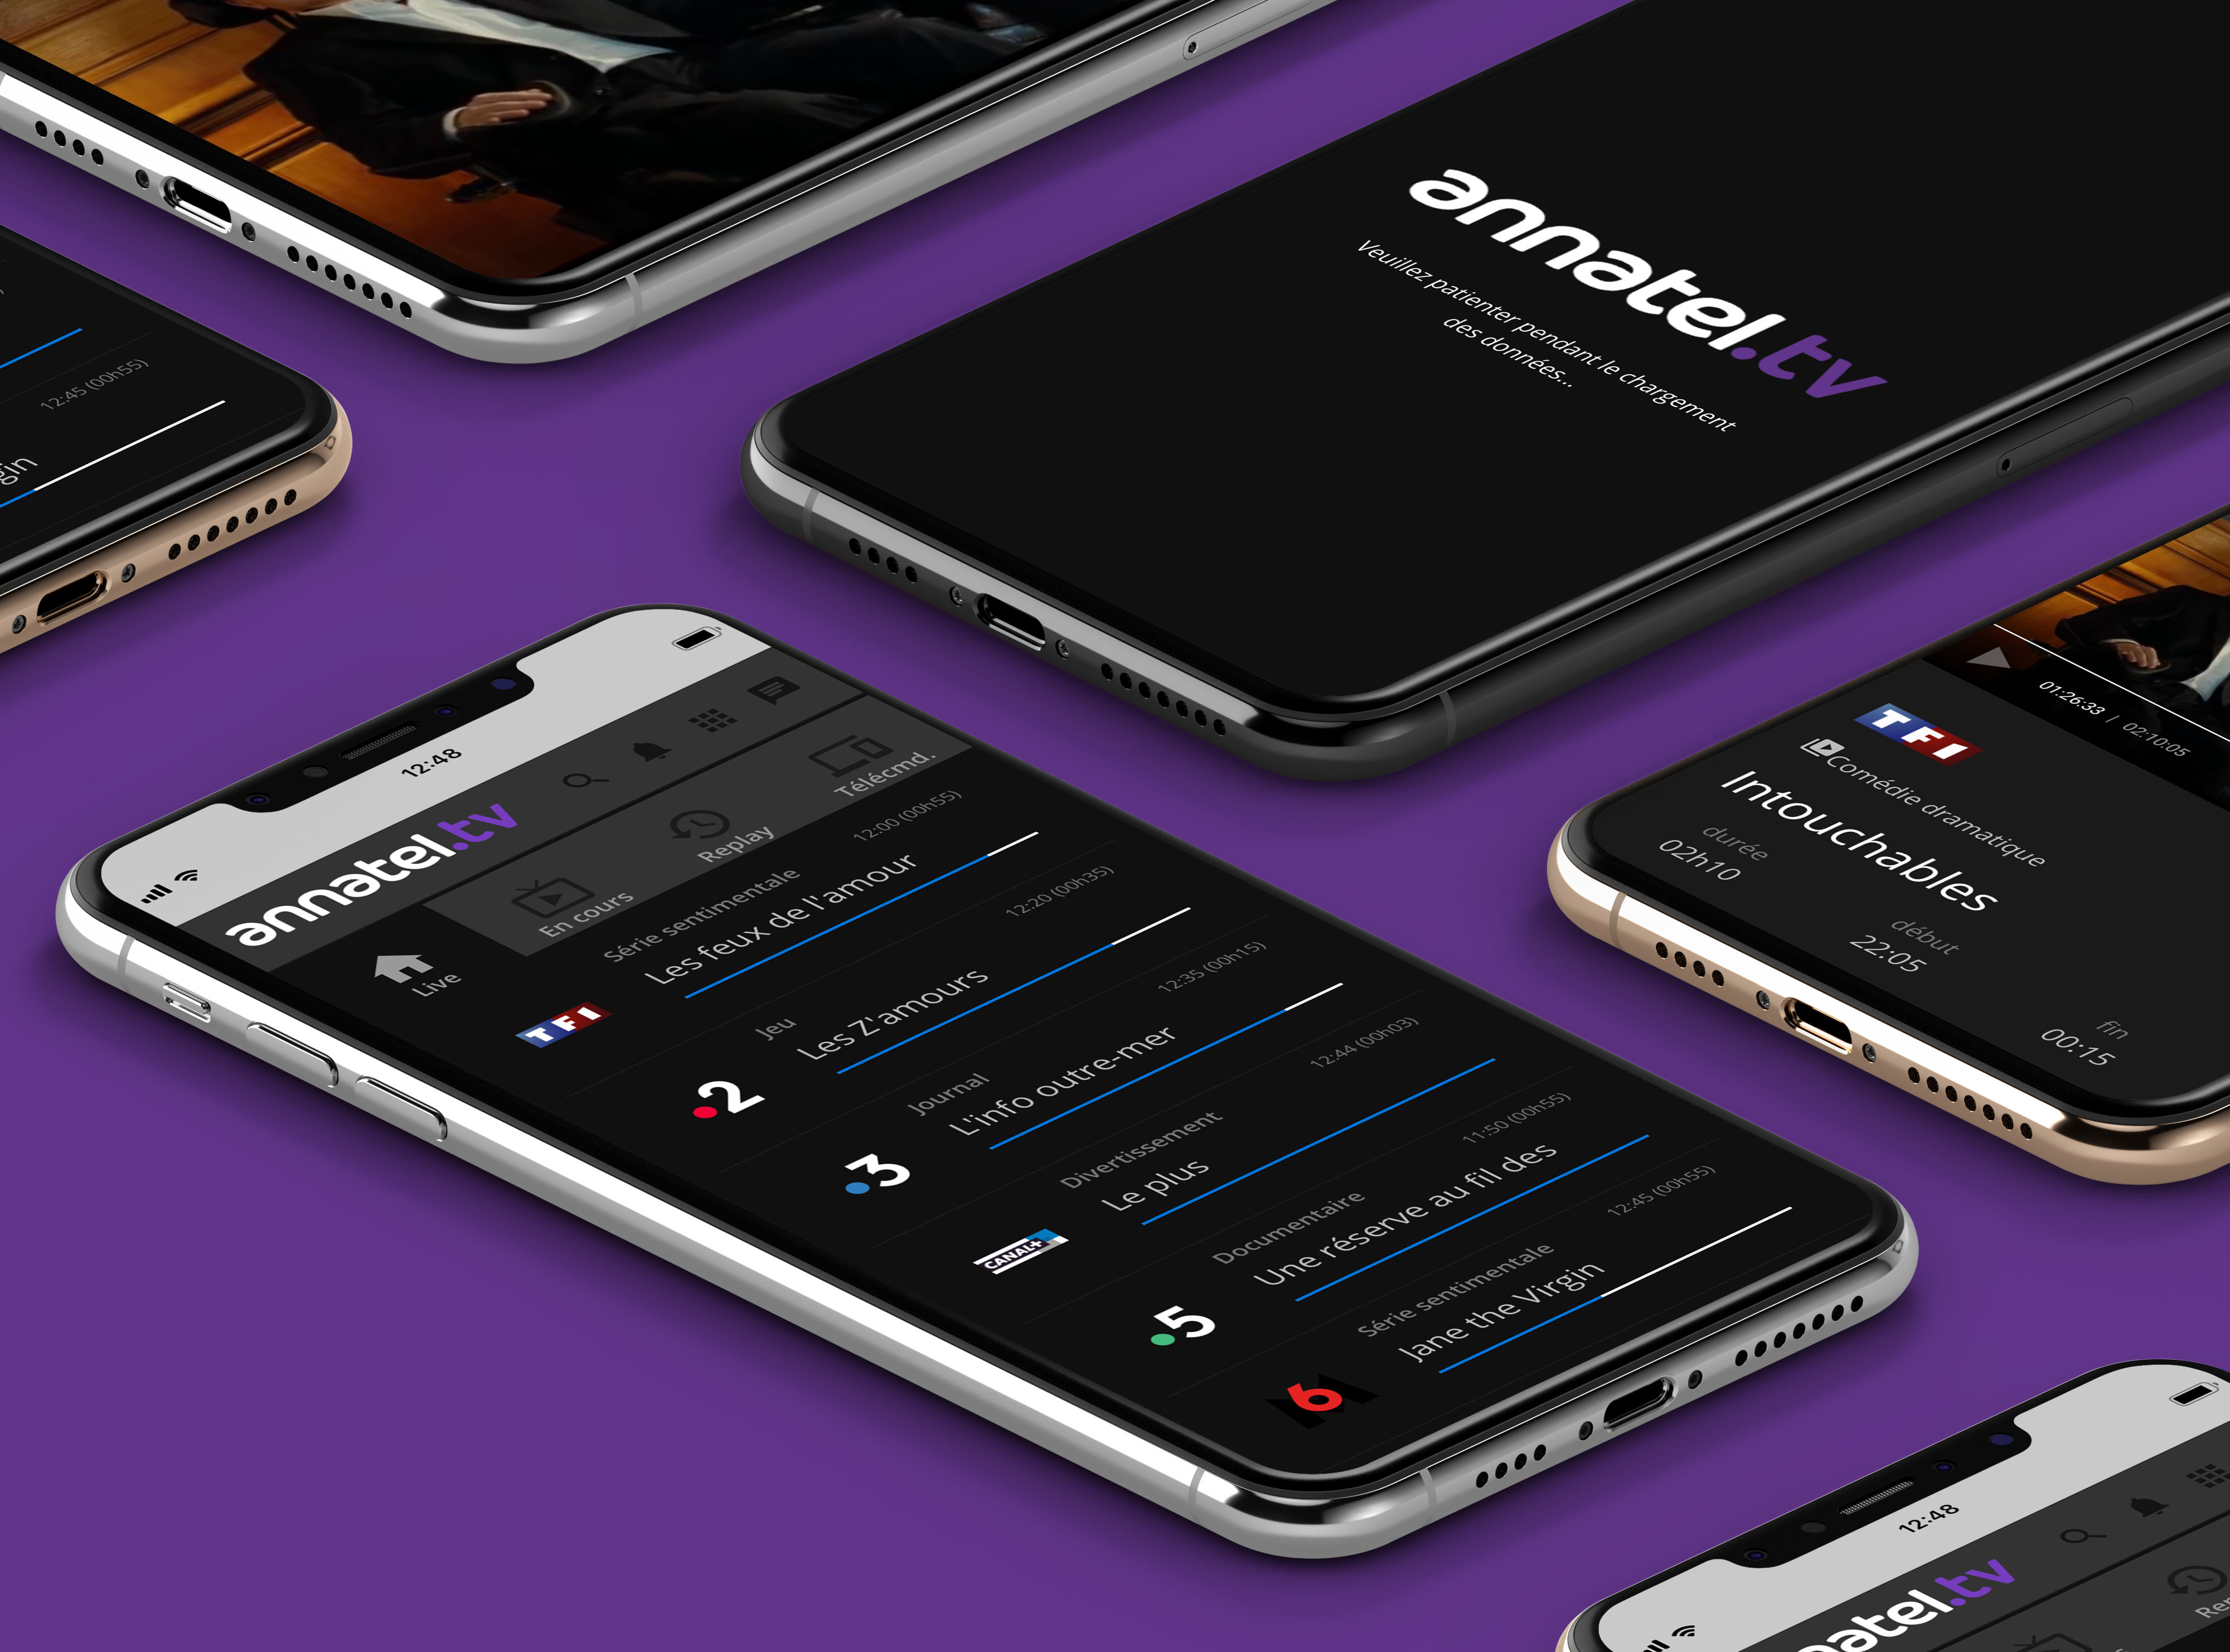 annatel.tv
Veuillez patienter pendant le chargement
des données...
12:45 (00h55)
gin
12:48
annatel.tv
Live
En cours
Replay
Télécmd.
TF1
Série sentimentale
12:00 (00h55)
Les feux de l'amour
2
Jeu
12:20 (00h35)
Les Z'amours
3
Journal
12:35 (00h15)
L'info outre-mer
CANAL+
Divertissement
12:44 (00h03)
Le plus
5
Documentaire
11:50 (00h55)
Une réserve au fil des
M6
Série sentimentale
12:45 (00h55)
Jane the Virgin
01:26:33 | 02:10:05
TF1
Comédie dramatique
Intouchables
durée
02h10
début
22:05
fin
00:15
12:48
natel.tv
Re